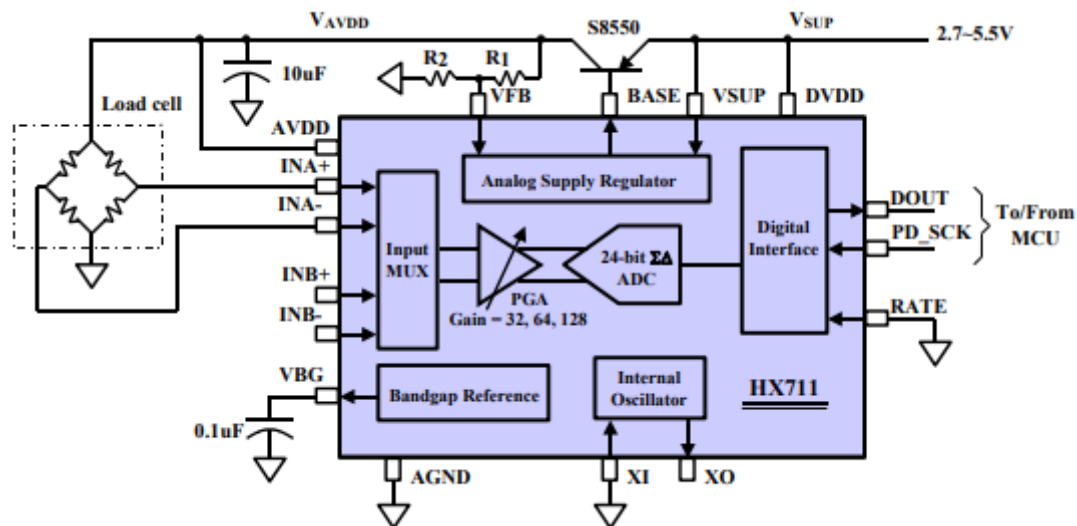 V_AVDD
S8550
V_SUP
2.7~5.5V
R2
R1
10uF
VFB
BASE
VSUP
DVDD
Load cell
AVDD
INA+
INA-
INB+
INB-
VBG
0.1uF
Analog Supply Regulator
Input
MUX
PGA
Gain = 32, 64, 128
24-bit ΣΔ
ADC
Digital
Interface
DOUT
PD_SCK
To/From
MCU
RATE
Bandgap Reference
Internal
Oscillator
HX711
AGND
XI
XO